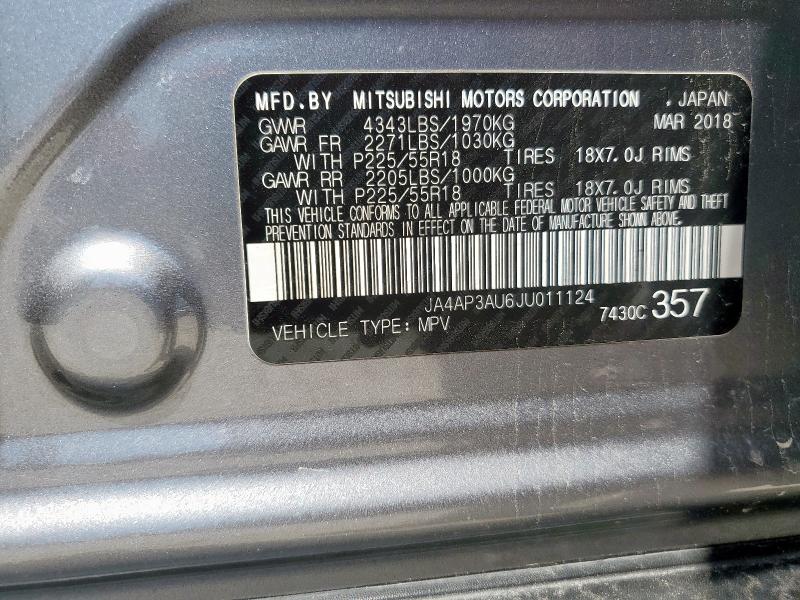 MFD.BY MITSUBISHI MOTORS CORPORATION . JAPAN
GVWR 4343LBS/1970KG MAR 2018
GAWR FR 2271LBS/1030KG
WITH P225/55R18 TIRES 18X7.0J RIMS
GAWR RR 2205LBS/1000KG
WITH P225/55R18 TIRES 18X7.0J RIMS
THIS VEHICLE CONFORMS TO ALL APPLICABLE FEDERAL MOTOR VEHICLE SAFETY AND THEFT
PREVENTION STANDARDS IN EFFECT ON THE DATE OF MANUFACTURE SHOWN ABOVE.
JA4AP3AU6JU011124
VEHICLE TYPE: MPV 7430C 357